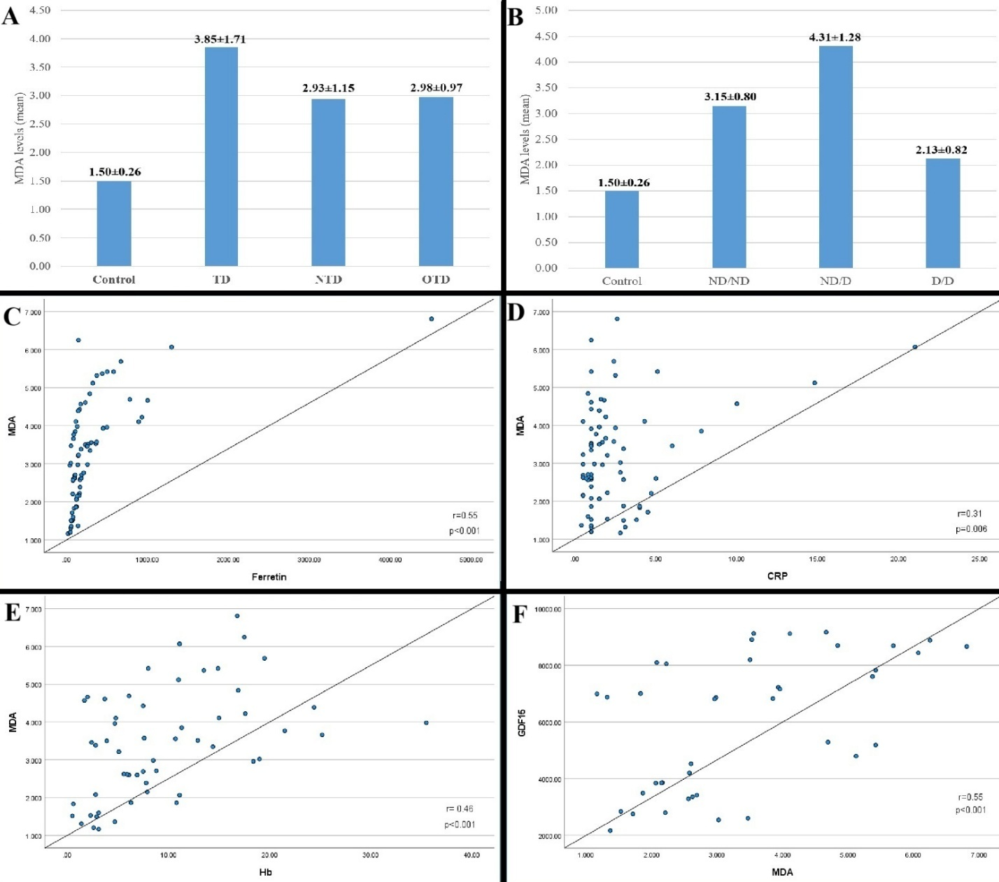 A
MDA levels (mean)
4.50
4.00
3.50
3.00
2.50
2.00
1.50
1.00
0.50
0.00
1.50±0.26
3.85±1.71
2.93±1.15
2.98±0.97
Control TD NTD OTD
B
MDA levels (mean)
5.00
4.50
4.00
3.50
3.00
2.50
2.00
1.50
1.00
0.50
0.00
1.50±0.26
3.15±0.80
4.31±1.28
2.13±0.82
Control ND/ND ND/D D/D
C
MDA
7.000
6.000
5.000
4.000
3.000
2.000
1.000
r=0.55
p<0.001
.00 1000.00 2000.00 3000.00 4000.00 5000.00
Ferretin
D
MDA
7.000
6.000
5.000
4.000
3.000
2.000
1.000
r=0.31
p=0.006
.00 5.00 10.00 15.00 20.00 25.00
CRP
E
MDA
7.000
6.000
5.000
4.000
3.000
2.000
1.000
r= 0.46
p<0.001
.00 10.00 20.00 30.00 40.00
Hb
F
GDF15
10000.00
8000.00
6000.00
4000.00
2000.00
r=0.55
p<0.001
1.000 2.000 3.000 4.000 5.000 6.000 7.000
MDA